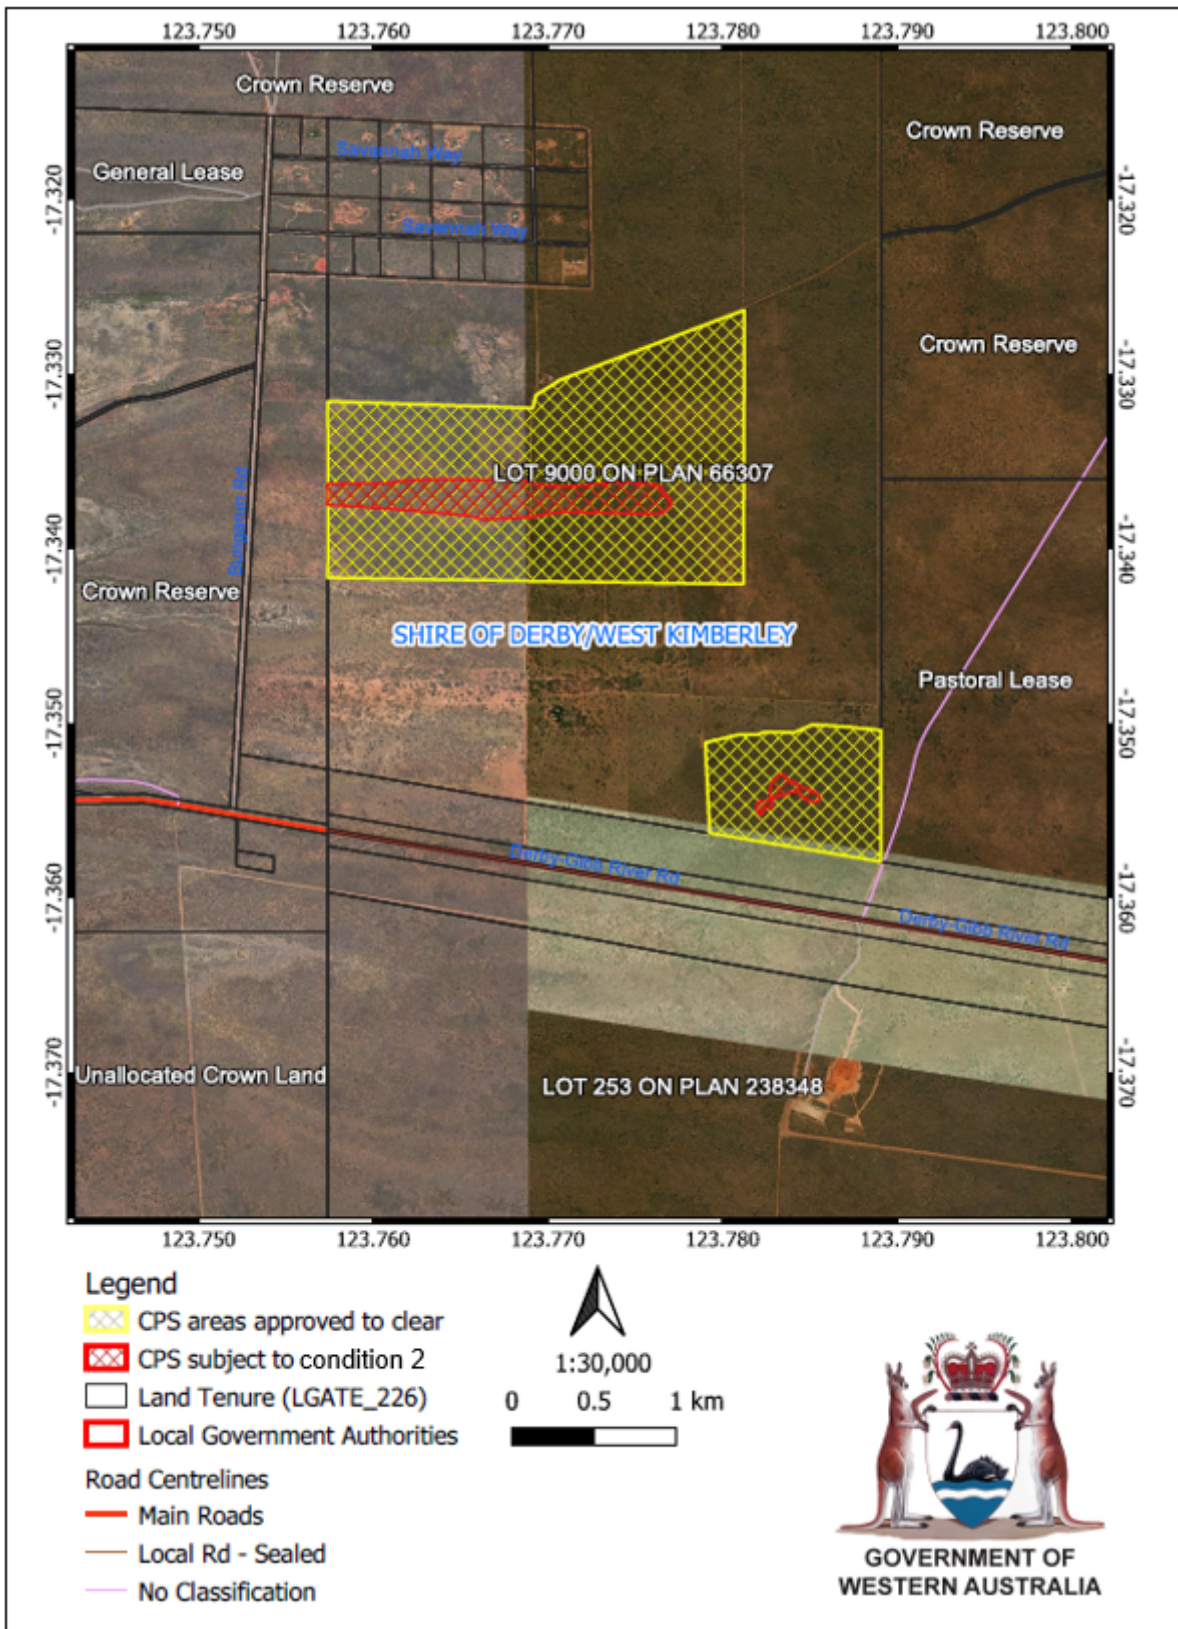 123.750 123.760 123.770 123.780 123.790 123.800
Crown Reserve
Crown Reserve
Savannah Way
General Lease
-17.320
-17.320
Savannah Way
Crown Reserve
-17.330
-17.330
LOT 9000 ON PLAN 66307
-17.340
-17.340
Crown Reserve
SHIRE OF DERBY/WEST KIMBERLEY
Pastoral Lease
-17.350
-17.350
Derby-Gibb River Rd
-17.360
-17.360
Derby-Gibb River Rd
-17.370
-17.370
Unallocated Crown Land
LOT 253 ON PLAN 238348
123.750 123.760 123.770 123.780 123.790 123.800
Legend
CPS areas approved to clear
CPS subject to condition 2
Land Tenure (LGATE_226)
Local Government Authorities
Road Centrelines
Main Roads
Local Rd - Sealed
No Classification
1:30,000
0 0.5 1 km
GOVERNMENT OF
WESTERN AUSTRALIA